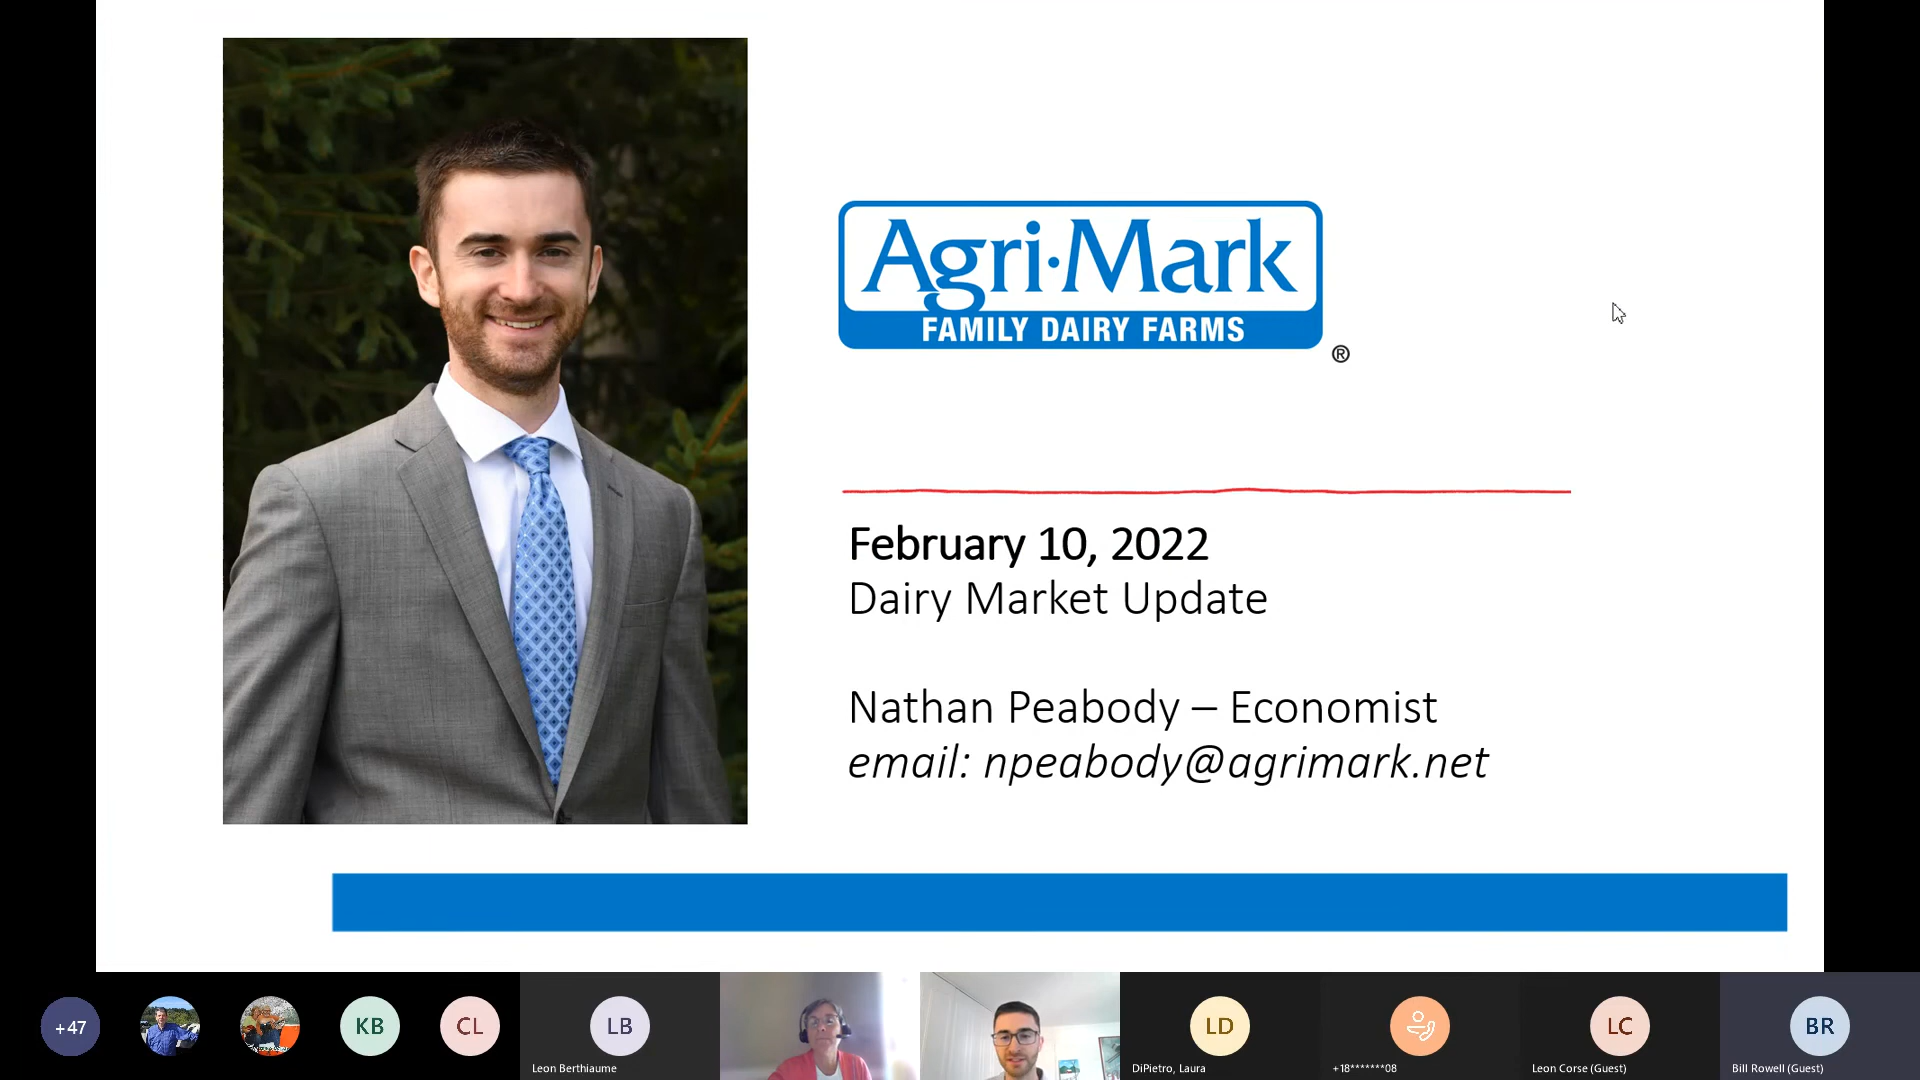 Agri·Mark
FAMILY DAIRY FARMS
®
February 10, 2022
Dairy Market Update
Nathan Peabody – Economist
email: npeabody@agrimark.net
+47
KB
CL
LB
Leon Berthiaume
LD
DiPietro, Laura
+18*******08
LC
Leon Corse (Guest)
BR
Bill Rowell (Guest)